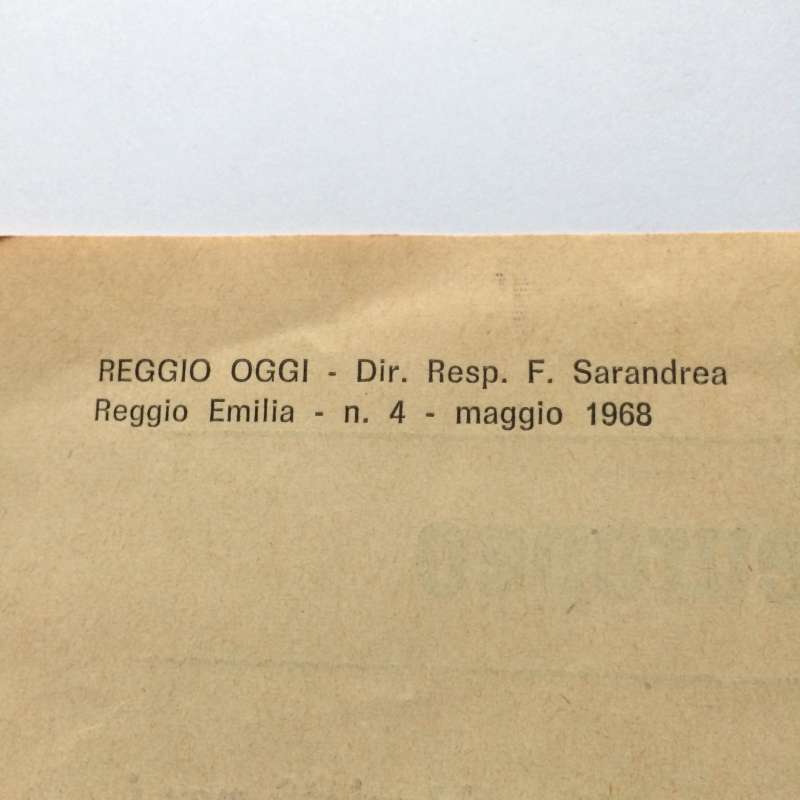 REGGIO OGGI - Dir. Resp. F. Sarandrea
Reggio Emilia - n. 4 - maggio 1968